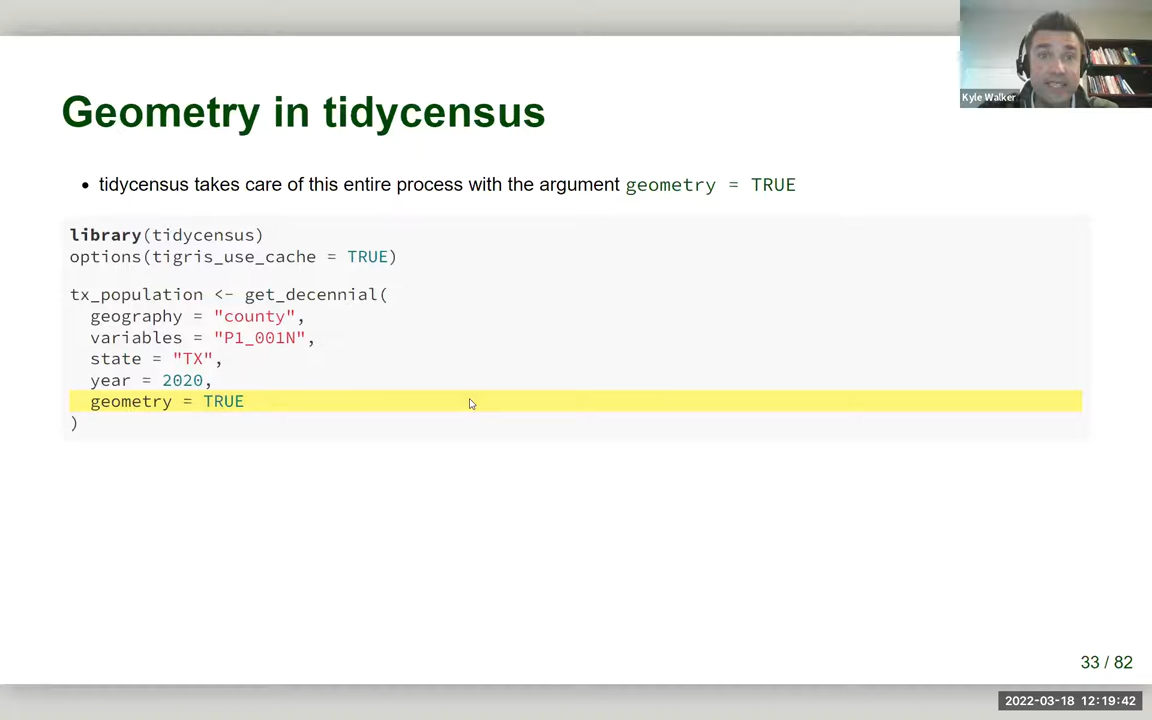 Kyle Walker
Geometry in tidycensus
• tidycensus takes care of this entire process with the argument geometry = TRUE
library(tidycensus)
options(tigris_use_cache = TRUE)
tx_population <- get_decennial(
  geography = "county",
  variables = "P1_001N",
  state = "TX",
  year = 2020,
  geometry = TRUE
)
33 / 82
2022-03-18 12:19:42